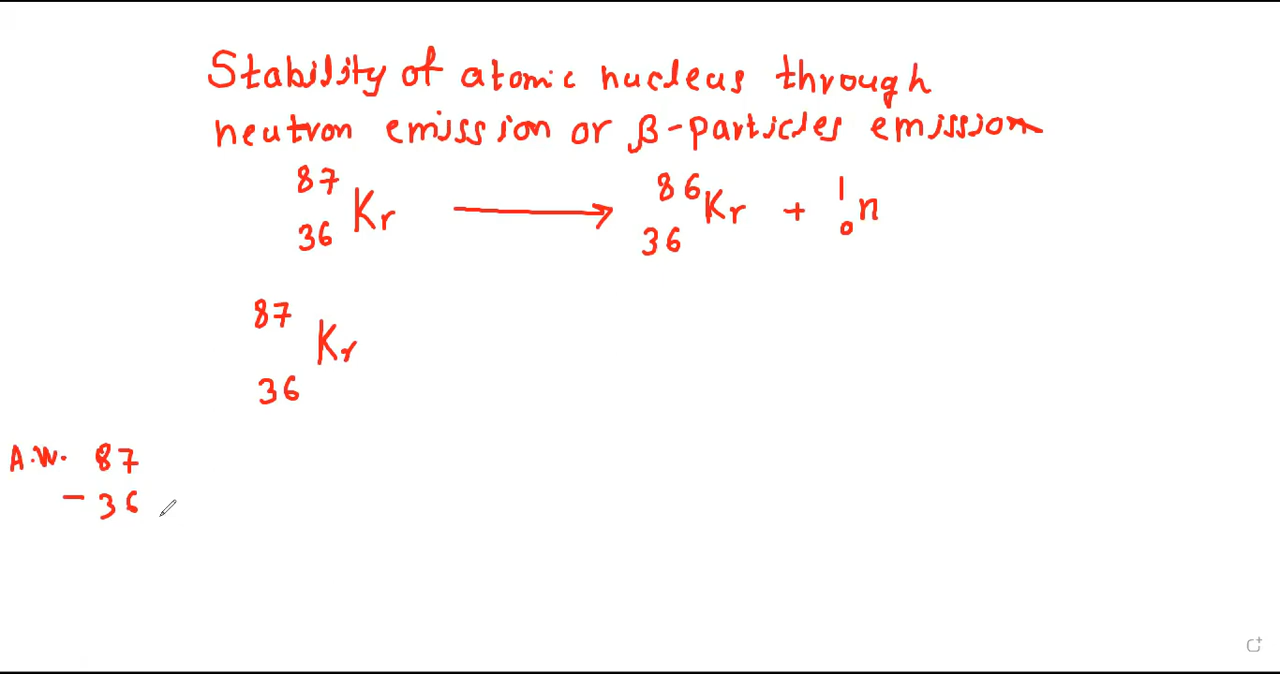 Stability of atomic nucleus through
neutron emission or β-particles emission
87 36 Kr → 86 36 Kr + 1 0 n
87 36 Kr
A.W. 87
- 36